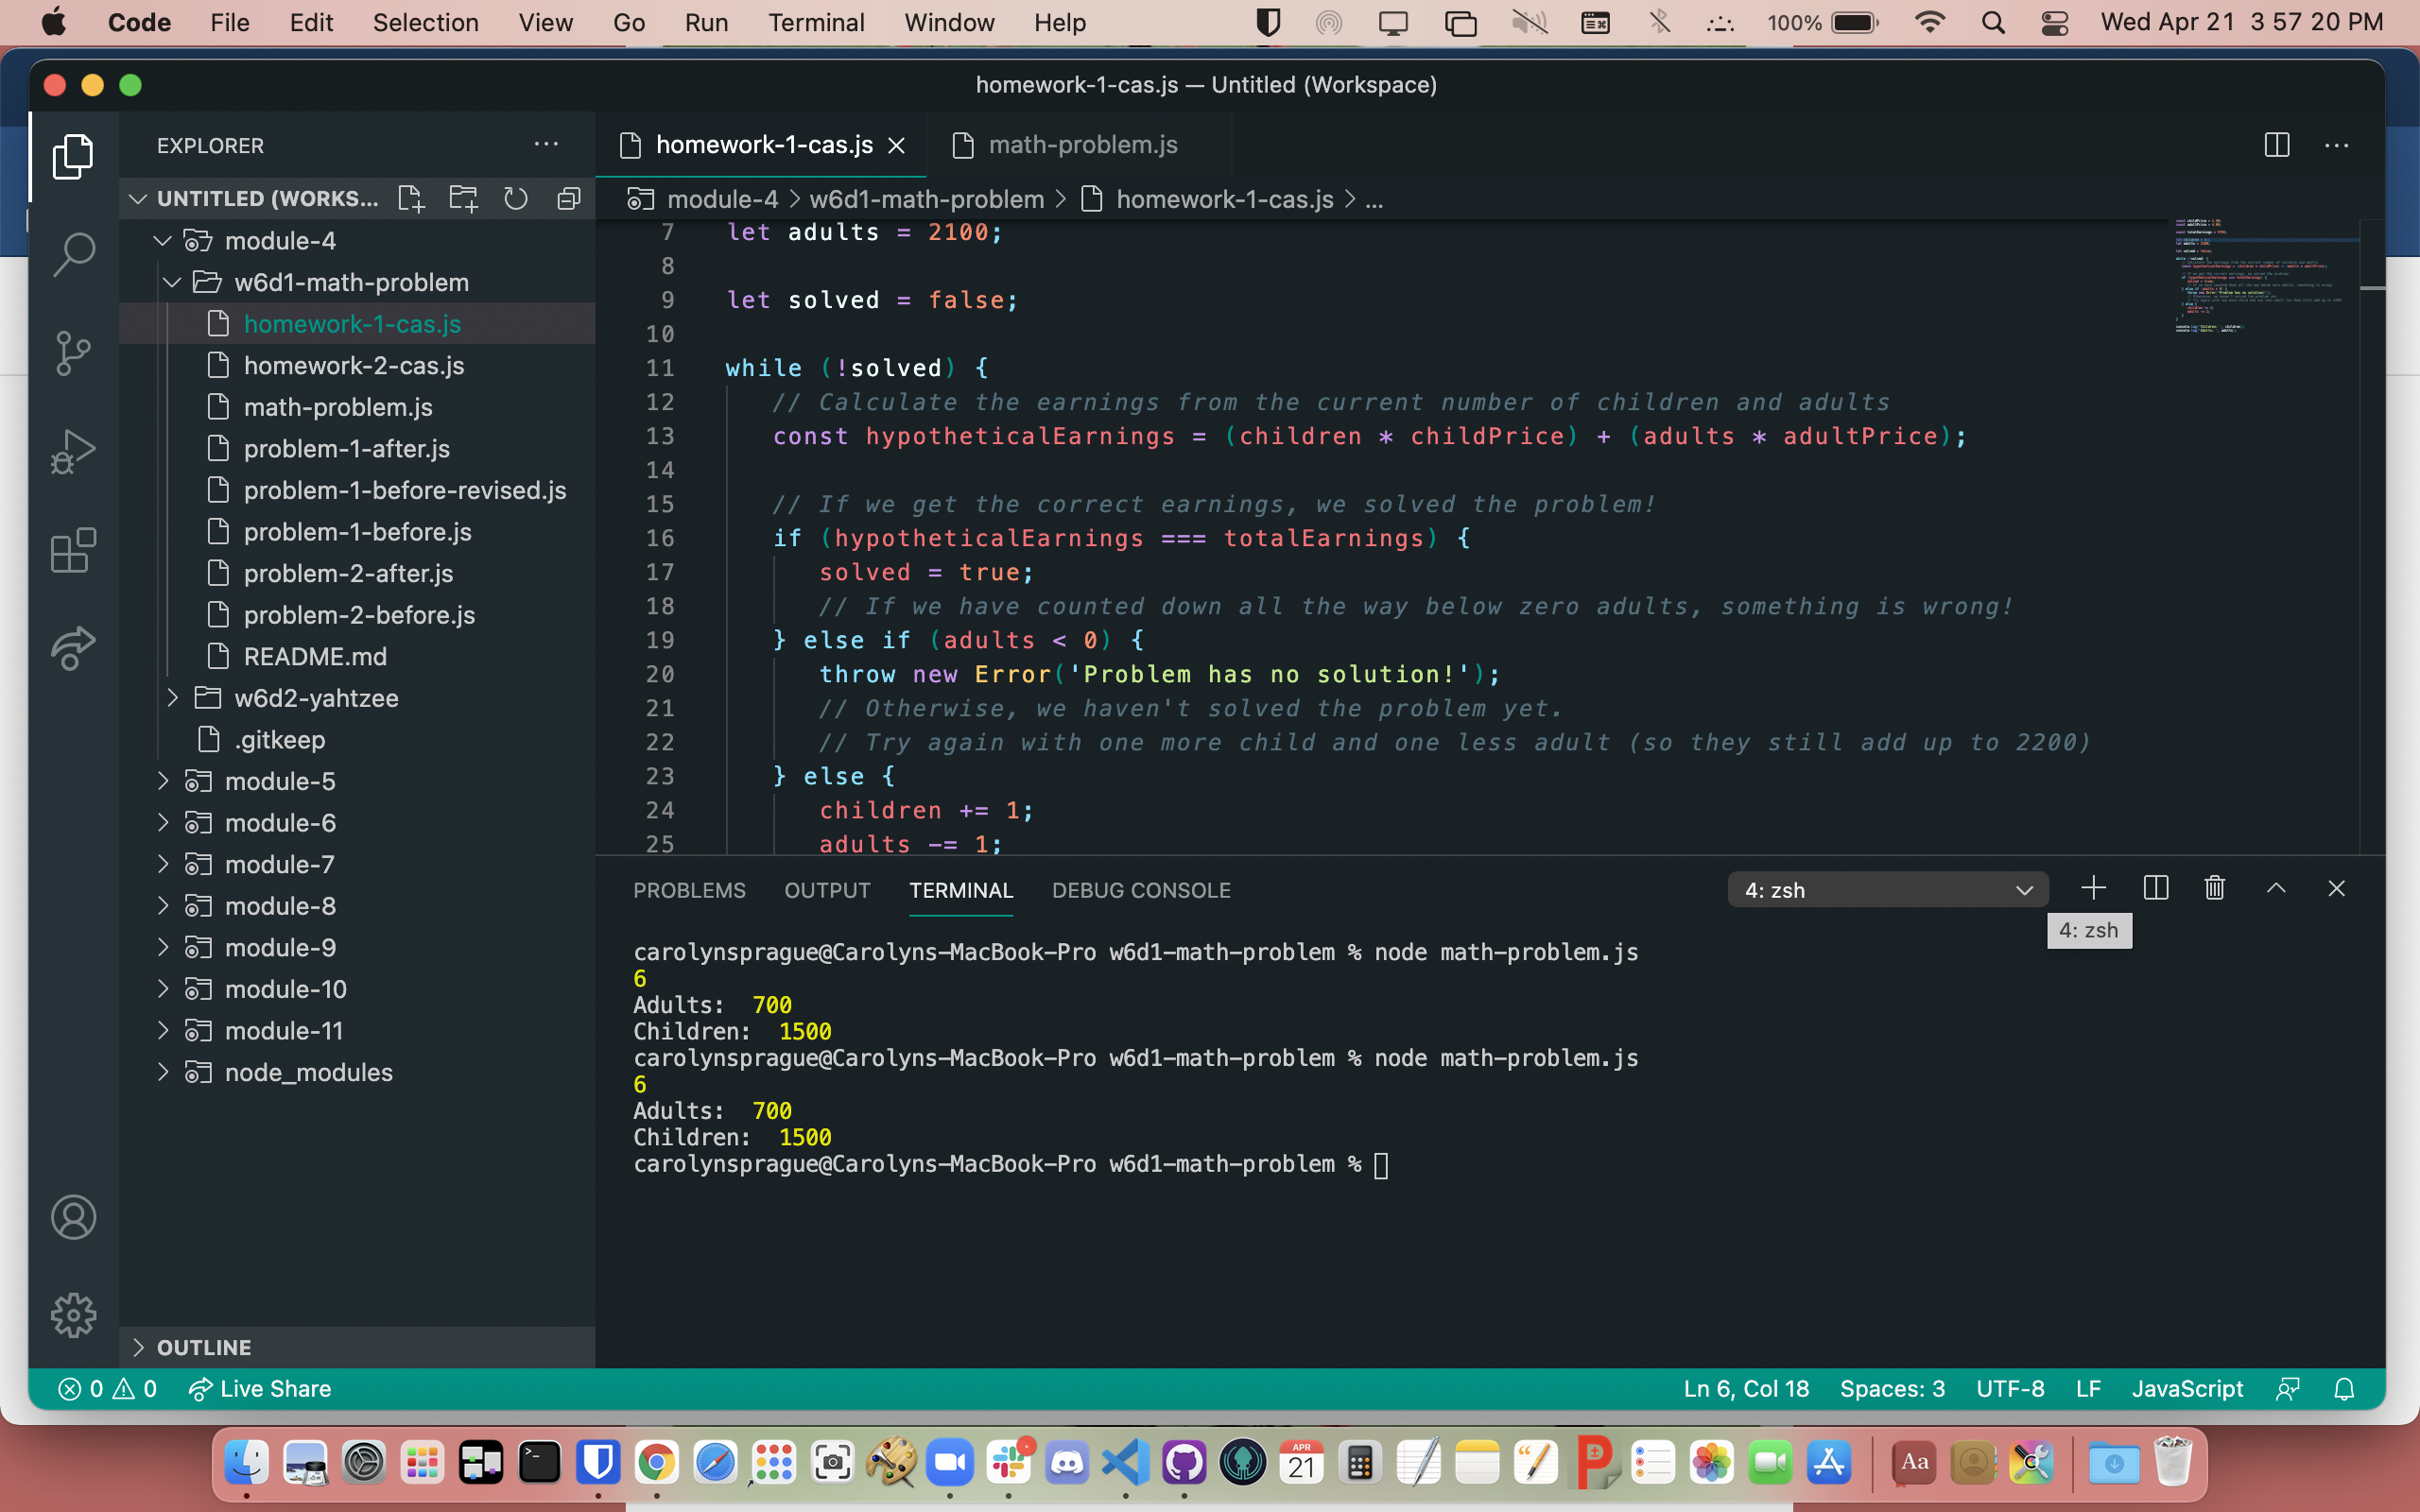 Code File Edit Selection View Go Run Terminal Window Help 100% Wed Apr 21 3 57 20 PM
homework-1-cas.js — Untitled (Workspace)
EXPLORER
UNTITLED (WORKS...
module-4
w6d1-math-problem
homework-1-cas.js
homework-2-cas.js
math-problem.js
problem-1-after.js
problem-1-before-revised.js
problem-1-before.js
problem-2-after.js
problem-2-before.js
README.md
w6d2-yahtzee
.gitkeep
module-5
module-6
module-7
module-8
module-9
module-10
module-11
node_modules
OUTLINE
homework-1-cas.js math-problem.js
module-4 > w6d1-math-problem > homework-1-cas.js > ...
7 let adults = 2100;
8
9 let solved = false;
10
11 while (!solved) {
12 // Calculate the earnings from the current number of children and adults
13 const hypotheticalEarnings = (children * childPrice) + (adults * adultPrice);
14
15 // If we get the correct earnings, we solved the problem!
16 if (hypotheticalEarnings === totalEarnings) {
17 solved = true;
18 // If we have counted down all the way below zero adults, something is wrong!
19 } else if (adults < 0) {
20 throw new Error('Problem has no solution!');
21 // Otherwise, we haven't solved the problem yet.
22 // Try again with one more child and one less adult (so they still add up to 2200)
23 } else {
24 children += 1;
25 adults -= 1;
PROBLEMS OUTPUT TERMINAL DEBUG CONSOLE 4: zsh
4: zsh
carolynsprague@Carolyns-MacBook-Pro w6d1-math-problem % node math-problem.js
6
Adults: 700
Children: 1500
carolynsprague@Carolyns-MacBook-Pro w6d1-math-problem % node math-problem.js
6
Adults: 700
Children: 1500
carolynsprague@Carolyns-MacBook-Pro w6d1-math-problem %
0 0 Live Share Ln 6, Col 18 Spaces: 3 UTF-8 LF JavaScript
APR
21
Aa